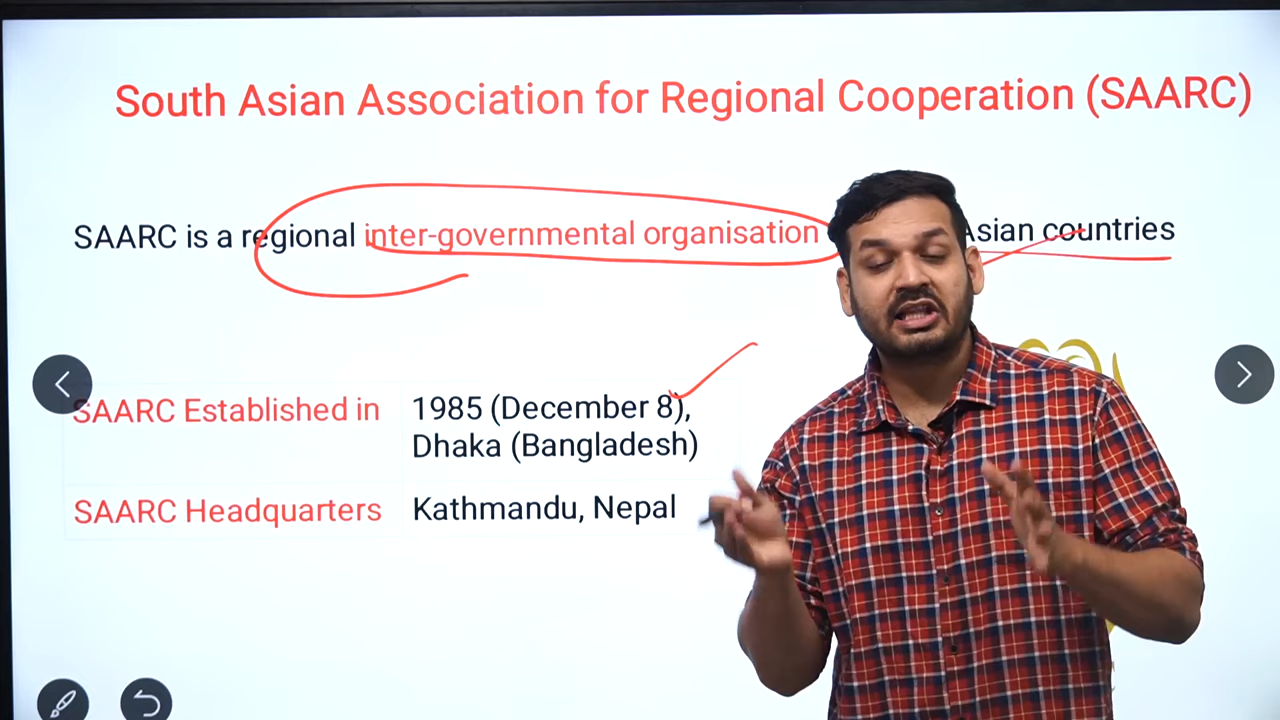 South Asian Association for Regional Cooperation (SAARC)
SAARC is a regional inter-governmental organisation Asian countries
SAARC Established in 1985 (December 8),
Dhaka (Bangladesh)
SAARC Headquarters Kathmandu, Nepal